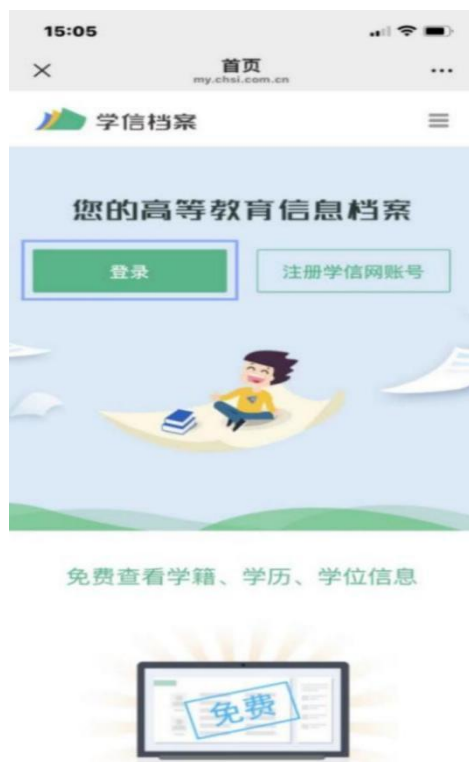 15:05
首页
my.chsi.com.cn
学信档案
您的高等教育信息档案
登录
注册学信网账号
免费查看学籍、学历、学位信息
免费